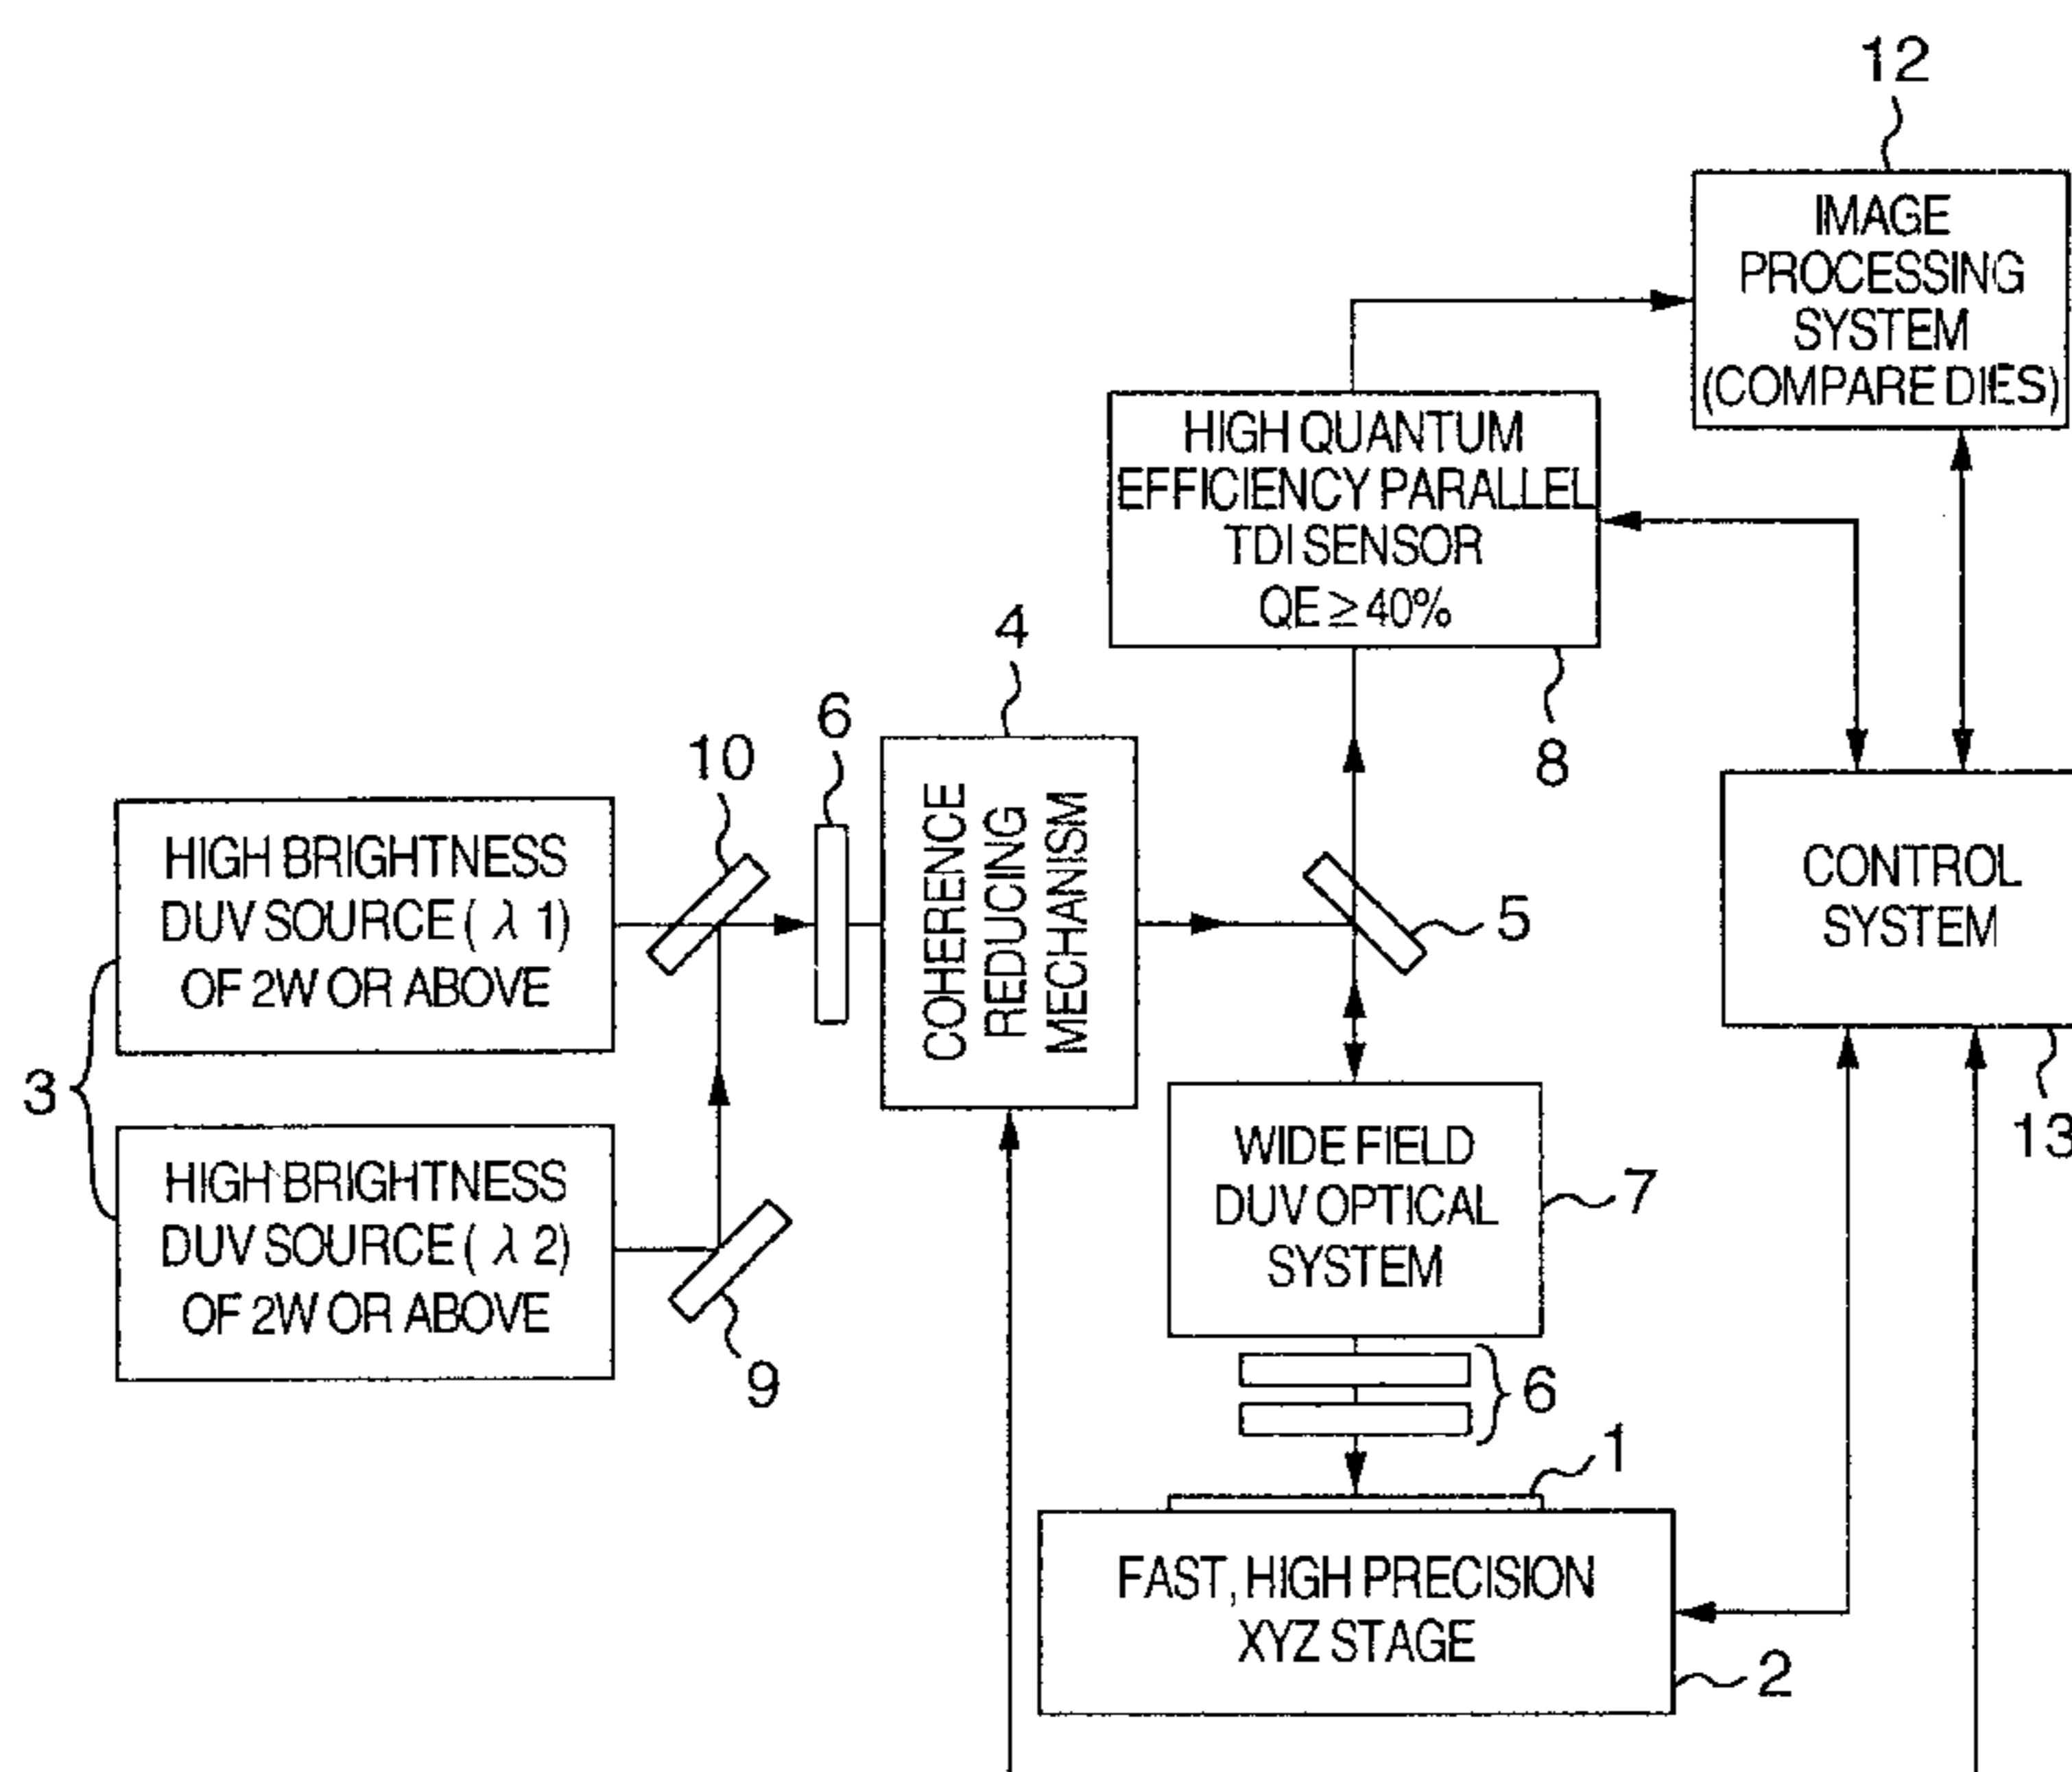 12
IMAGE
PROCESSING
SYSTEM
(COMPARE DIES)
HIGH QUANTUM
EFFICIENCY PARALLEL
TDI SENSOR
QE ≥ 40%
8
4
6
10
COHERENCE
REDUCING
MECHANISM
5
CONTROL
SYSTEM
13
HIGH BRIGHTNESS
DUV SOURCE ( λ 1)
OF 2W OR ABOVE
3
HIGH BRIGHTNESS
DUV SOURCE ( λ 2)
OF 2W OR ABOVE
9
WIDE FIELD
DUV OPTICAL
SYSTEM
7
6
1
FAST, HIGH PRECISION
XYZ STAGE
2